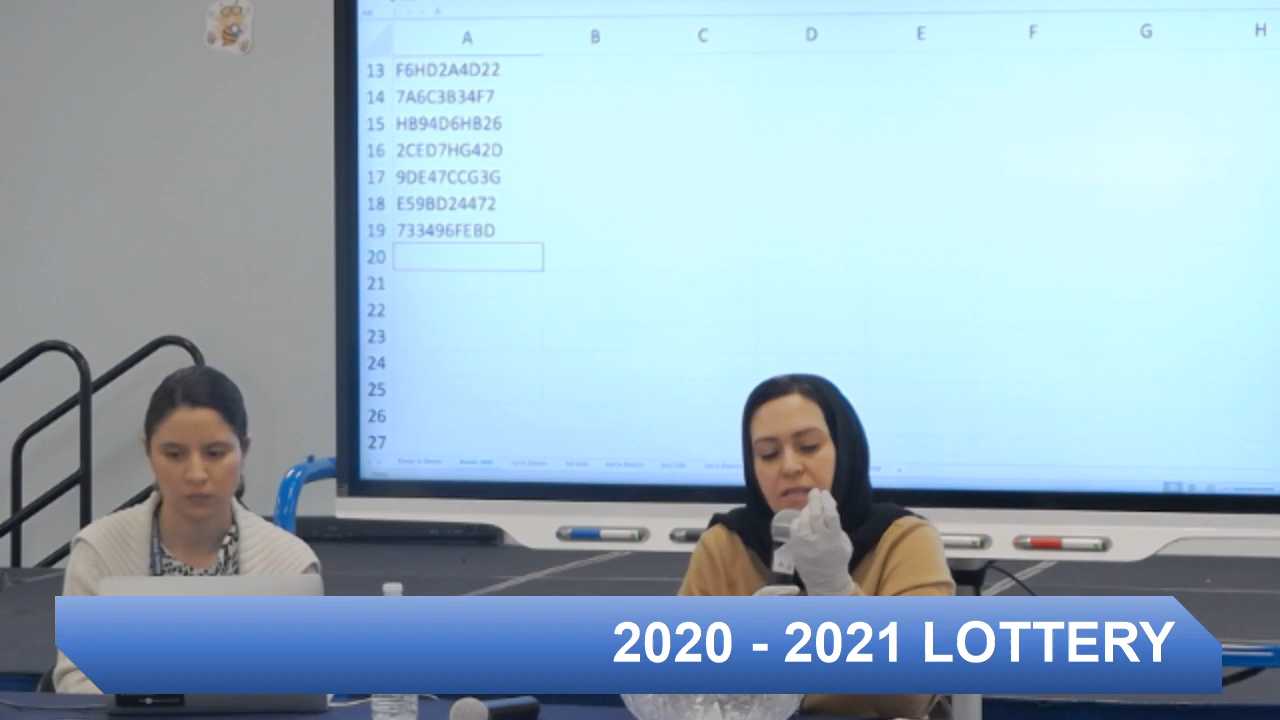 A B C D E F G H
13 F6HD2A4D22
14 7A6C3B34F7
15 HB94D6HB26
16 2CED7HG42D
17 9DE47CCG3G
18 E59BD24472
19 733496FEBD
20
21
22
23
24
25
26
27
2020 - 2021 LOTTERY